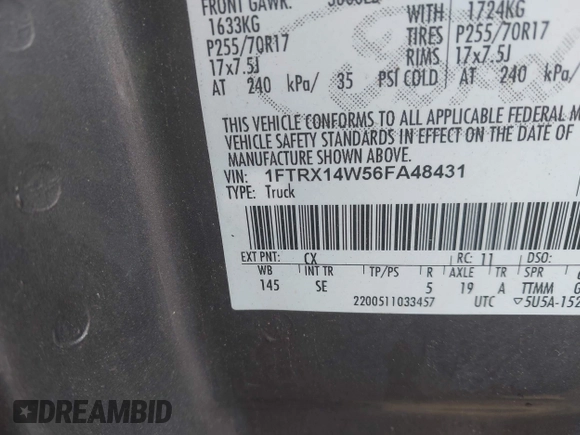 FRONT GAWR:
WITH 1724KG
1633KG
TIRES P255/70R17
P255/70R17
RIMS 17x7.5J
17x7.5J
AT 240 kPa/ 35 PSI COLD AT 240 kPa/
THIS VEHICLE CONFORMS TO ALL APPLICABLE FEDERAL M
VEHICLE SAFETY STANDARDS IN EFFECT ON THE DATE OF
VIN: 1FTRX14W56FA48431
TYPE: Truck
EXT PNT: CX RC: 11 DSO:
WB INT TR TP/PS R AXLE TR SPR
145 SE 5 19 A TTMM G
2200511033457 UTC ▽5U5A-152
DREAMBID